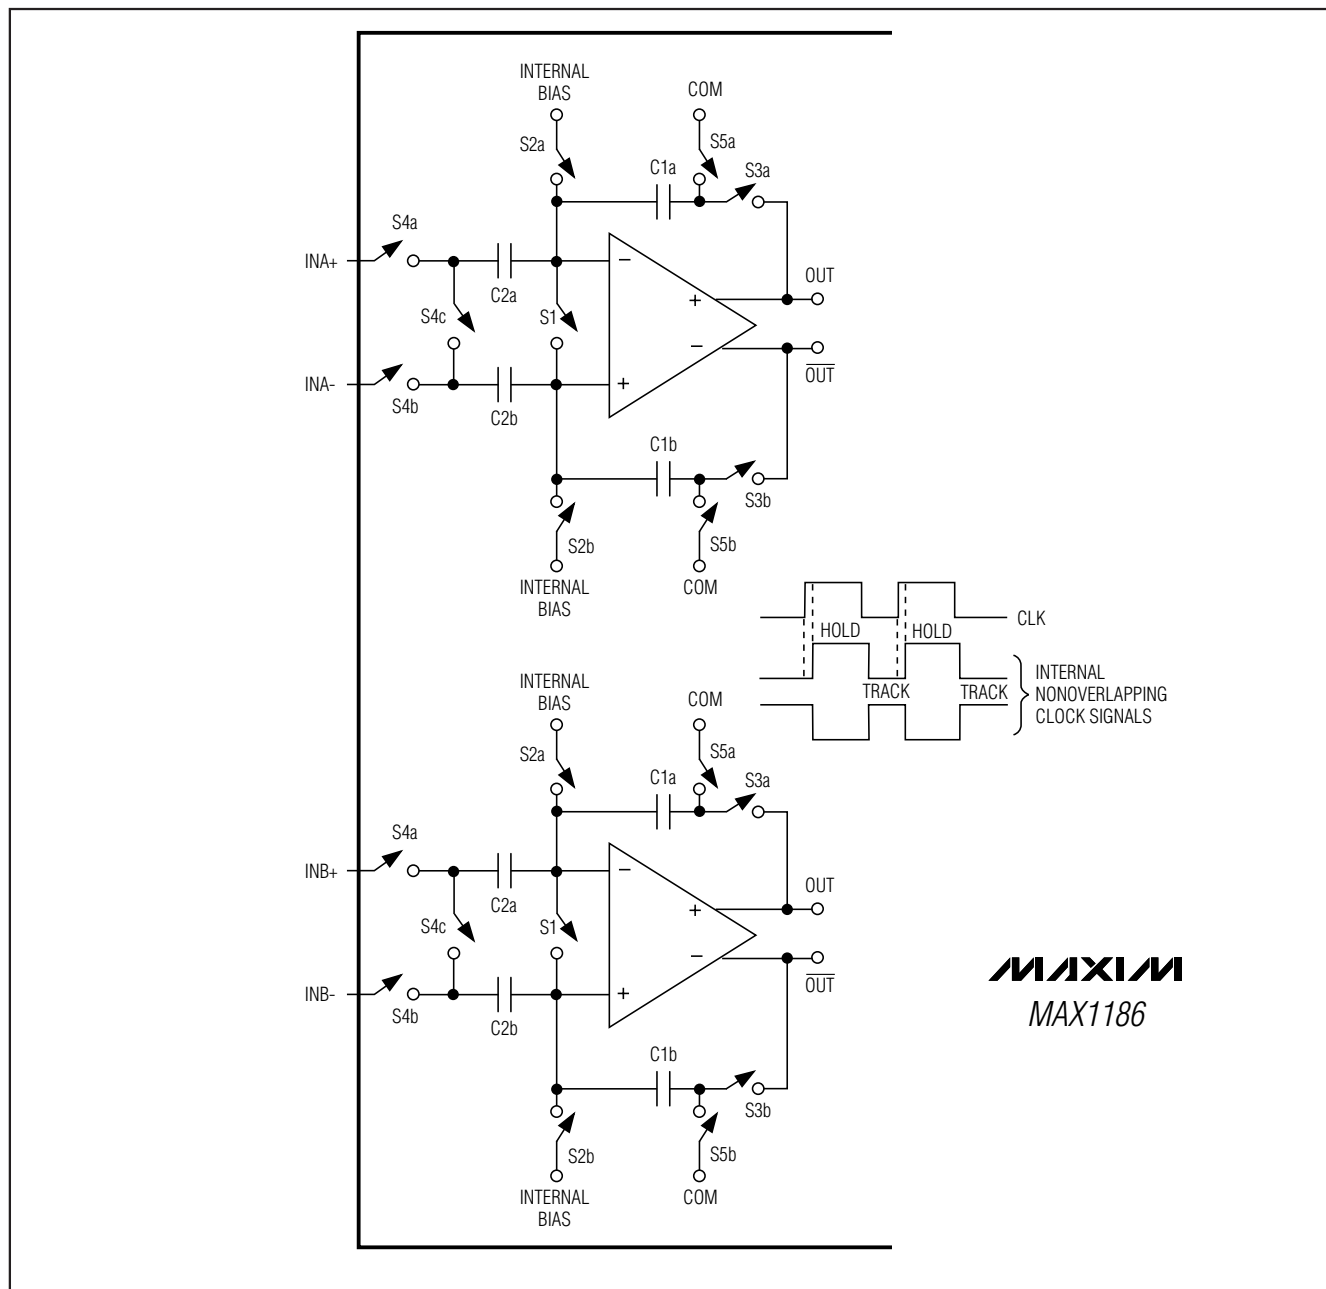 INTERNAL
BIAS
COM
S2a
S5a
C1a
S3a
S4a
INA+
−
C2a
OUT
+
S4c
S1
−
OUT
INA-
+
S4b
C2b
C1b
S3b
S2b
S5b
INTERNAL
BIAS
COM
CLK
HOLD
HOLD
TRACK
TRACK
INTERNAL
NONOVERLAPPING
CLOCK SIGNALS
INTERNAL
BIAS
COM
S2a
S5a
C1a
S3a
S4a
INB+
−
C2a
OUT
+
S4c
S1
−
OUT
INB-
+
S4b
C2b
C1b
S3b
S2b
S5b
INTERNAL
BIAS
COM
MAXIM
MAX1186